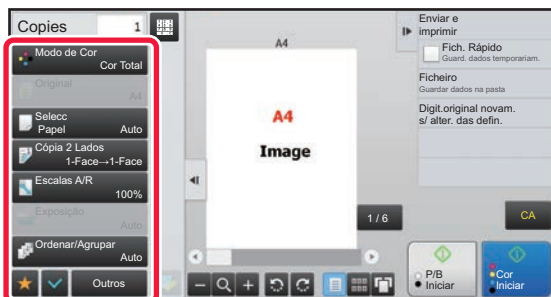 Copies 1
Modo de Cor
Cor Total
Original
A4
Selecc
Papel Auto
Cópia 2 Lados
1-Face→1-Face
Escalas A/R
100%
Exposição
Auto
Ordenar/Agrupar
Auto
Outros
A4
A4
Image
1 / 6
Enviar e
imprimir
Fich. Rápido
Guard. dados temporariam.
Ficheiro
Guardar dados na pasta
Digit.original novam.
s/ alter. das defin.
CA
P/B
Iniciar
Cor
Iniciar